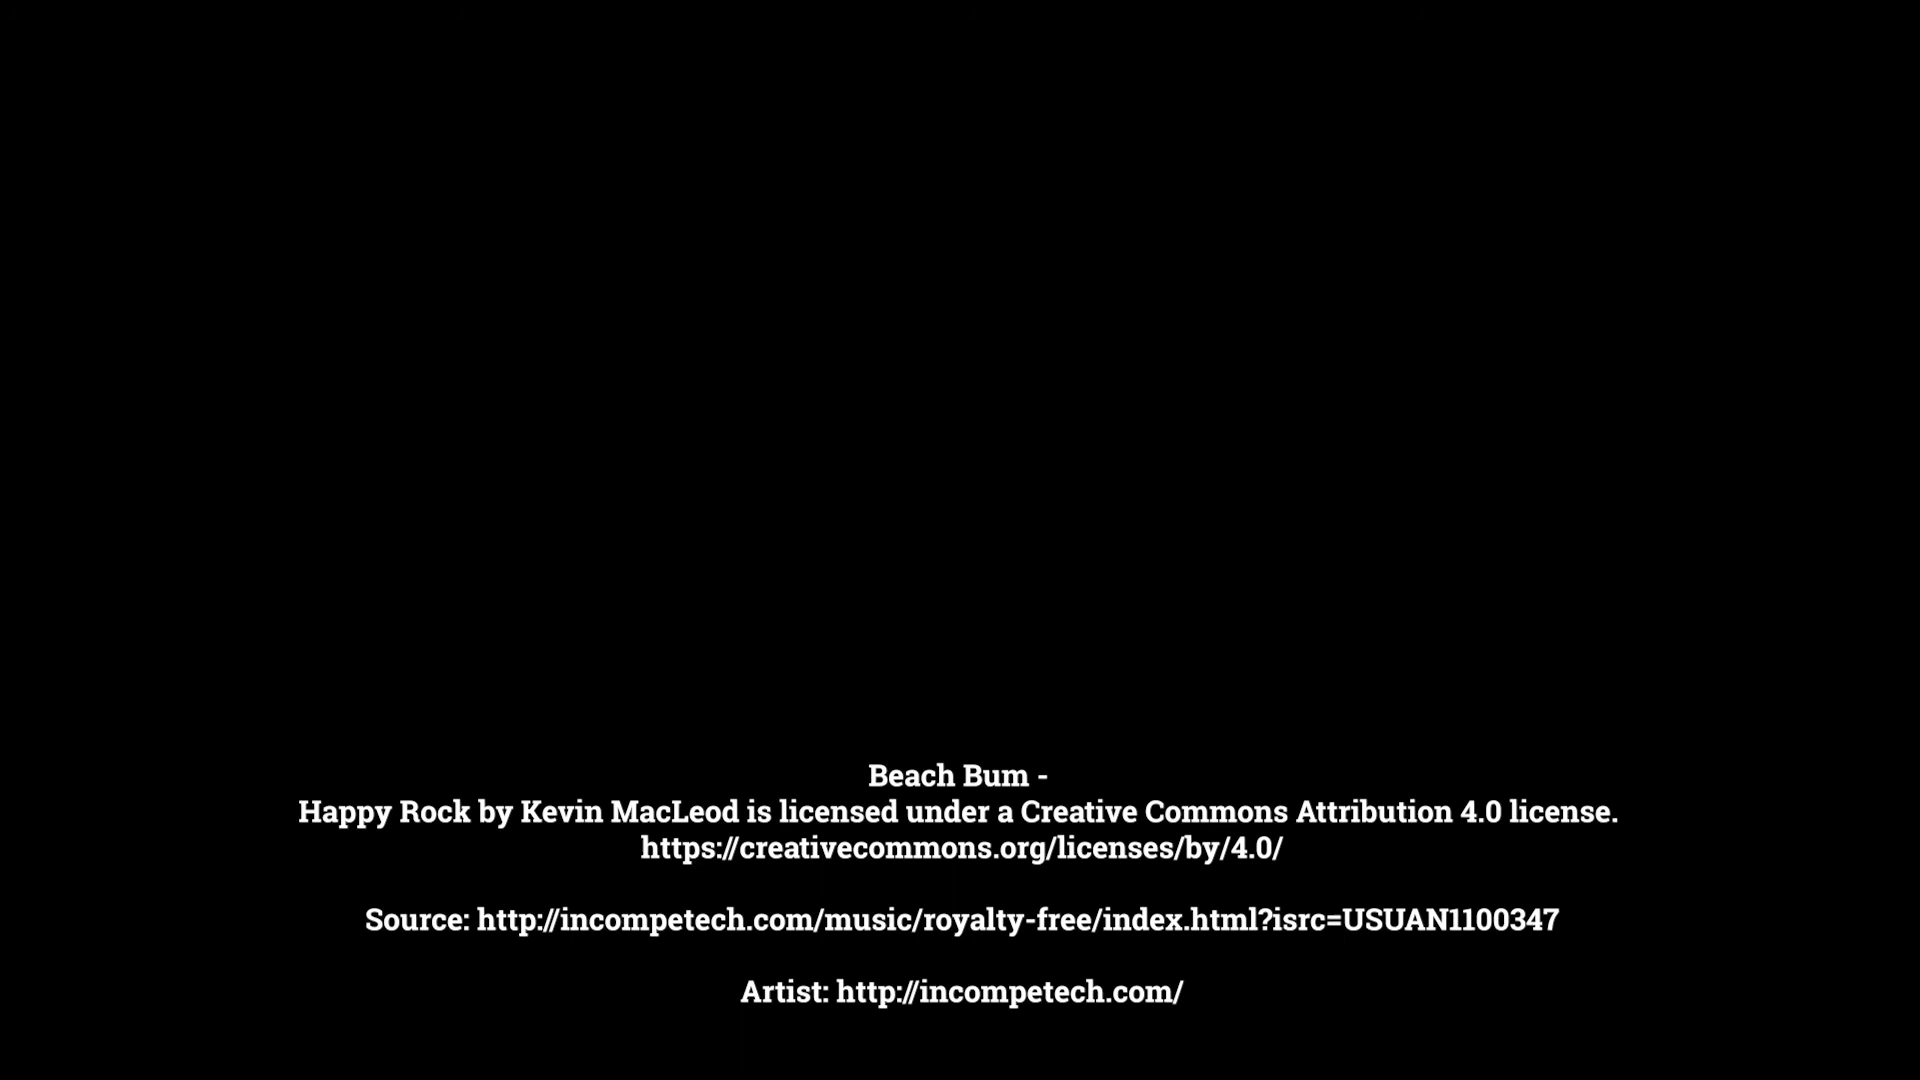 Beach Bum -
Happy Rock by Kevin MacLeod is licensed under a Creative Commons Attribution 4.0 license.
https://creativecommons.org/licenses/by/4.0/
Source: http://incompetech.com/music/royalty-free/index.html?isrc=USUAN1100347
Artist: http://incompetech.com/